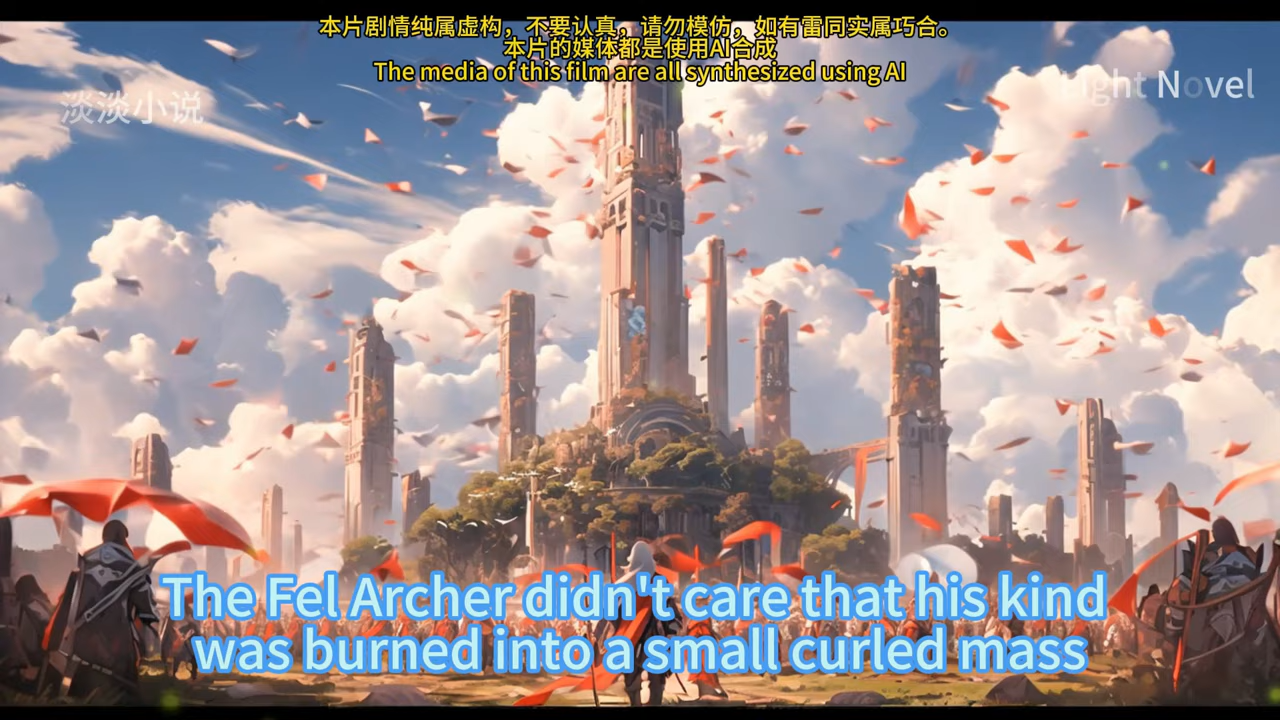 本片剧情纯属虚构，不要认真，请勿模仿，如有雷同实属巧合。
本片的媒体都是使用AI合成
The media of this film are all synthesized using AI
淡淡小说
Light Novel
The Fel Archer didn't care that his kind
was burned into a small curled mass